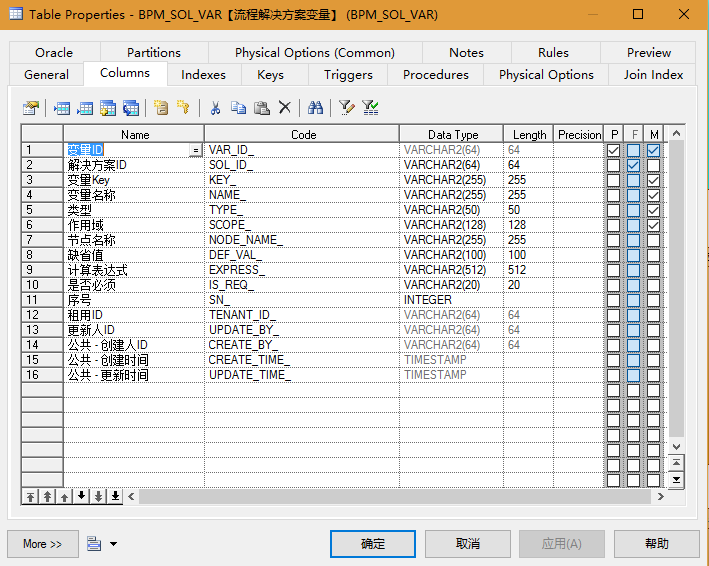 Table Properties - BPM_SOL_VAR【流程解决方案变量】 (BPM_SOL_VAR)
Oracle Partitions Physical Options (Common) Notes Rules Preview
General Columns Indexes Keys Triggers Procedures Physical Options Join Index
Name Code Data Type Length Precision P F M
1 变量ID = VAR_ID_ VARCHAR2(64) 64
2 解决方案ID SOL_ID_ VARCHAR2(64) 64
3 变量Key KEY_ VARCHAR2(255) 255
4 变量名称 NAME_ VARCHAR2(255) 255
5 类型 TYPE_ VARCHAR2(50) 50
6 作用域 SCOPE_ VARCHAR2(128) 128
7 节点名称 NODE_NAME_ VARCHAR2(255) 255
8 缺省值 DEF_VAL_ VARCHAR2(100) 100
9 计算表达式 EXPRESS_ VARCHAR2(512) 512
10 是否必须 IS_REQ_ VARCHAR2(20) 20
11 序号 SN_ INTEGER
12 租用ID TENANT_ID_ VARCHAR2(64) 64
13 更新人ID UPDATE_BY_ VARCHAR2(64) 64
14 公共 - 创建人ID CREATE_BY_ VARCHAR2(64) 64
15 公共 - 创建时间 CREATE_TIME_ TIMESTAMP
16 公共 - 更新时间 UPDATE_TIME_ TIMESTAMP
More >> 确定 取消 应用(A) 帮助